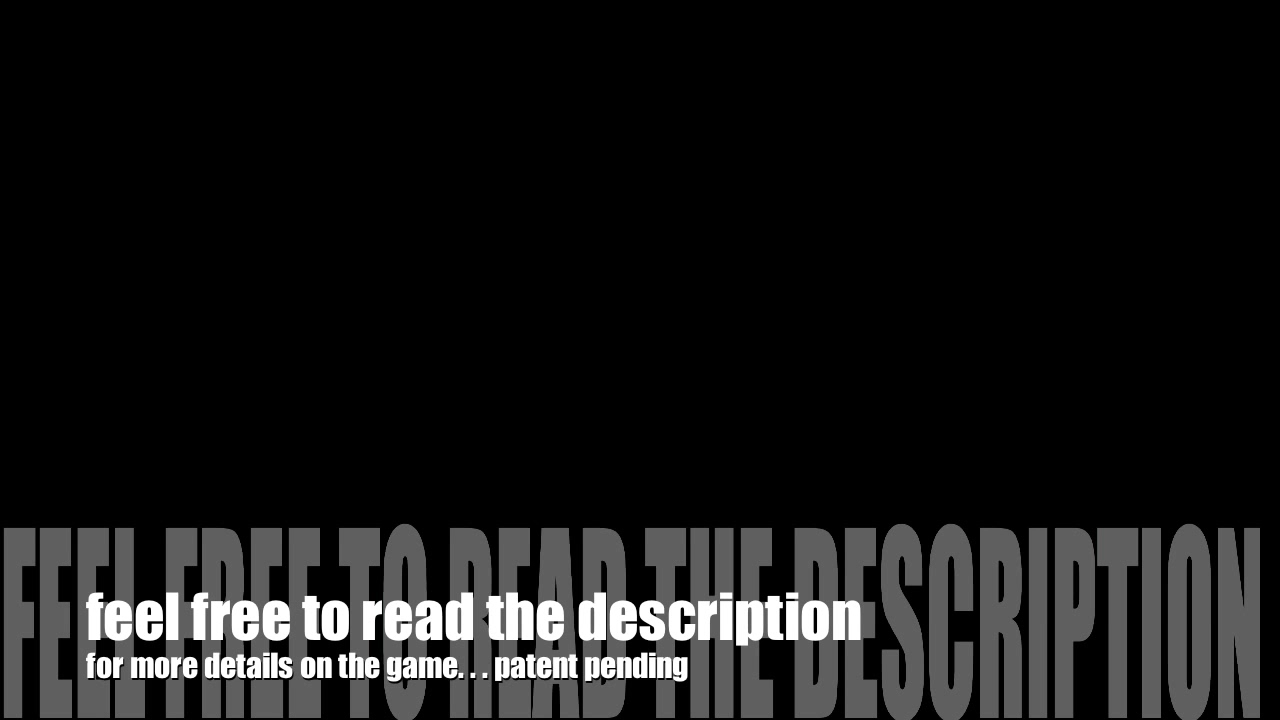 FEEL FREE TO READ THE DESCRIPTION
feel free to read the description
for more details on the game. . . patent pending